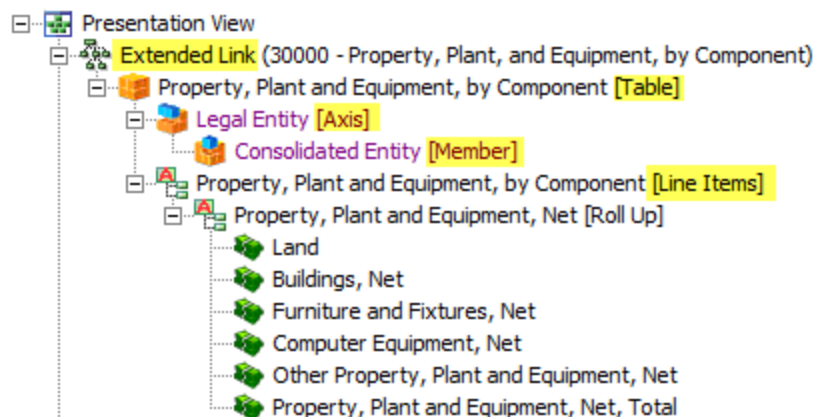 Presentation View
Extended Link (30000 - Property, Plant, and Equipment, by Component)
Property, Plant and Equipment, by Component [Table]
Legal Entity [Axis]
Consolidated Entity [Member]
Property, Plant and Equipment, by Component [Line Items]
Property, Plant and Equipment, Net [Roll Up]
Land
Buildings, Net
Furniture and Fixtures, Net
Computer Equipment, Net
Other Property, Plant and Equipment, Net
Property, Plant and Equipment, Net, Total